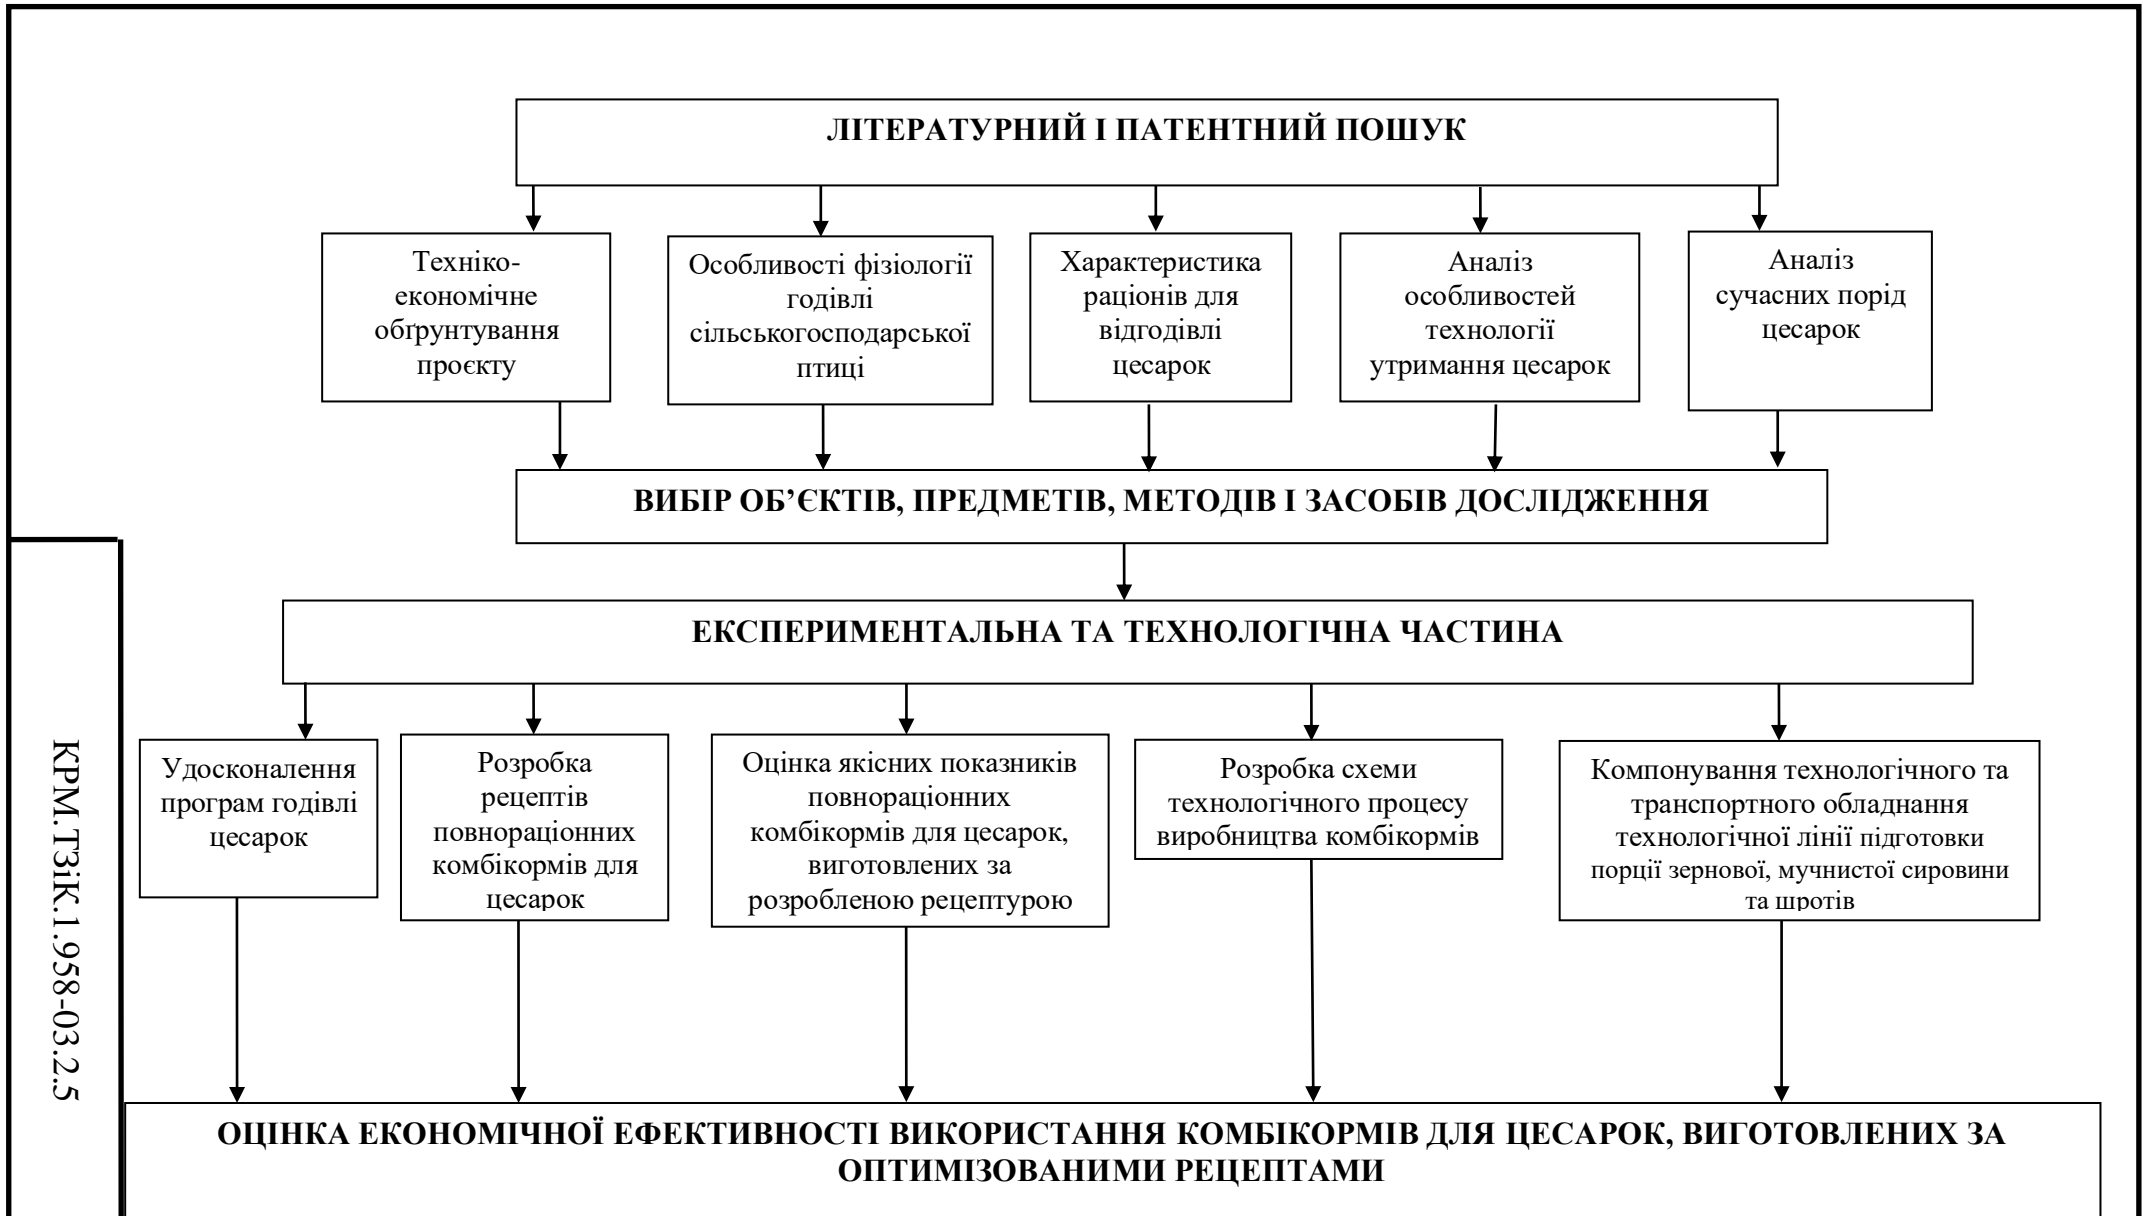 ЛІТЕРАТУРНИЙ І ПАТЕНТНИЙ ПОШУК
Техніко-
економічне
обґрунтування
проєкту
Особливості фізіології
годівлі
сільськогосподарської
птиці
Характеристика
раціонів для
відгодівлі
цесарок
Аналіз
особливостей
технології
утримання цесарок
Аналіз
сучасних порід
цесарок
ВИБІР ОБ’ЄКТІВ, ПРЕДМЕТІВ, МЕТОДІВ І ЗАСОБІВ ДОСЛІДЖЕННЯ
ЕКСПЕРИМЕНТАЛЬНА ТА ТЕХНОЛОГІЧНА ЧАСТИНА
Удосконалення
програм годівлі
цесарок
Розробка
рецептів
повнораціонних
комбікормів для
цесарок
Оцінка якісних показників
повнораціонних
комбікормів для цесарок,
виготовлених за
розробленою рецептурою
Розробка схеми
технологічного процесу
виробництва комбікормів
Компонування технологічного та
транспортного обладнання
технологічної лінії підготовки
порції зернової, мучнистої сировини
та шротів
КРМ.ТЗіК.1.958-03.2.5
ОЦІНКА ЕКОНОМІЧНОЇ ЕФЕКТИВНОСТІ ВИКОРИСТАННЯ КОМБІКОРМІВ ДЛЯ ЦЕСАРОК, ВИГОТОВЛЕНИХ ЗА
ОПТИМІЗОВАНИМИ РЕЦЕПТАМИ